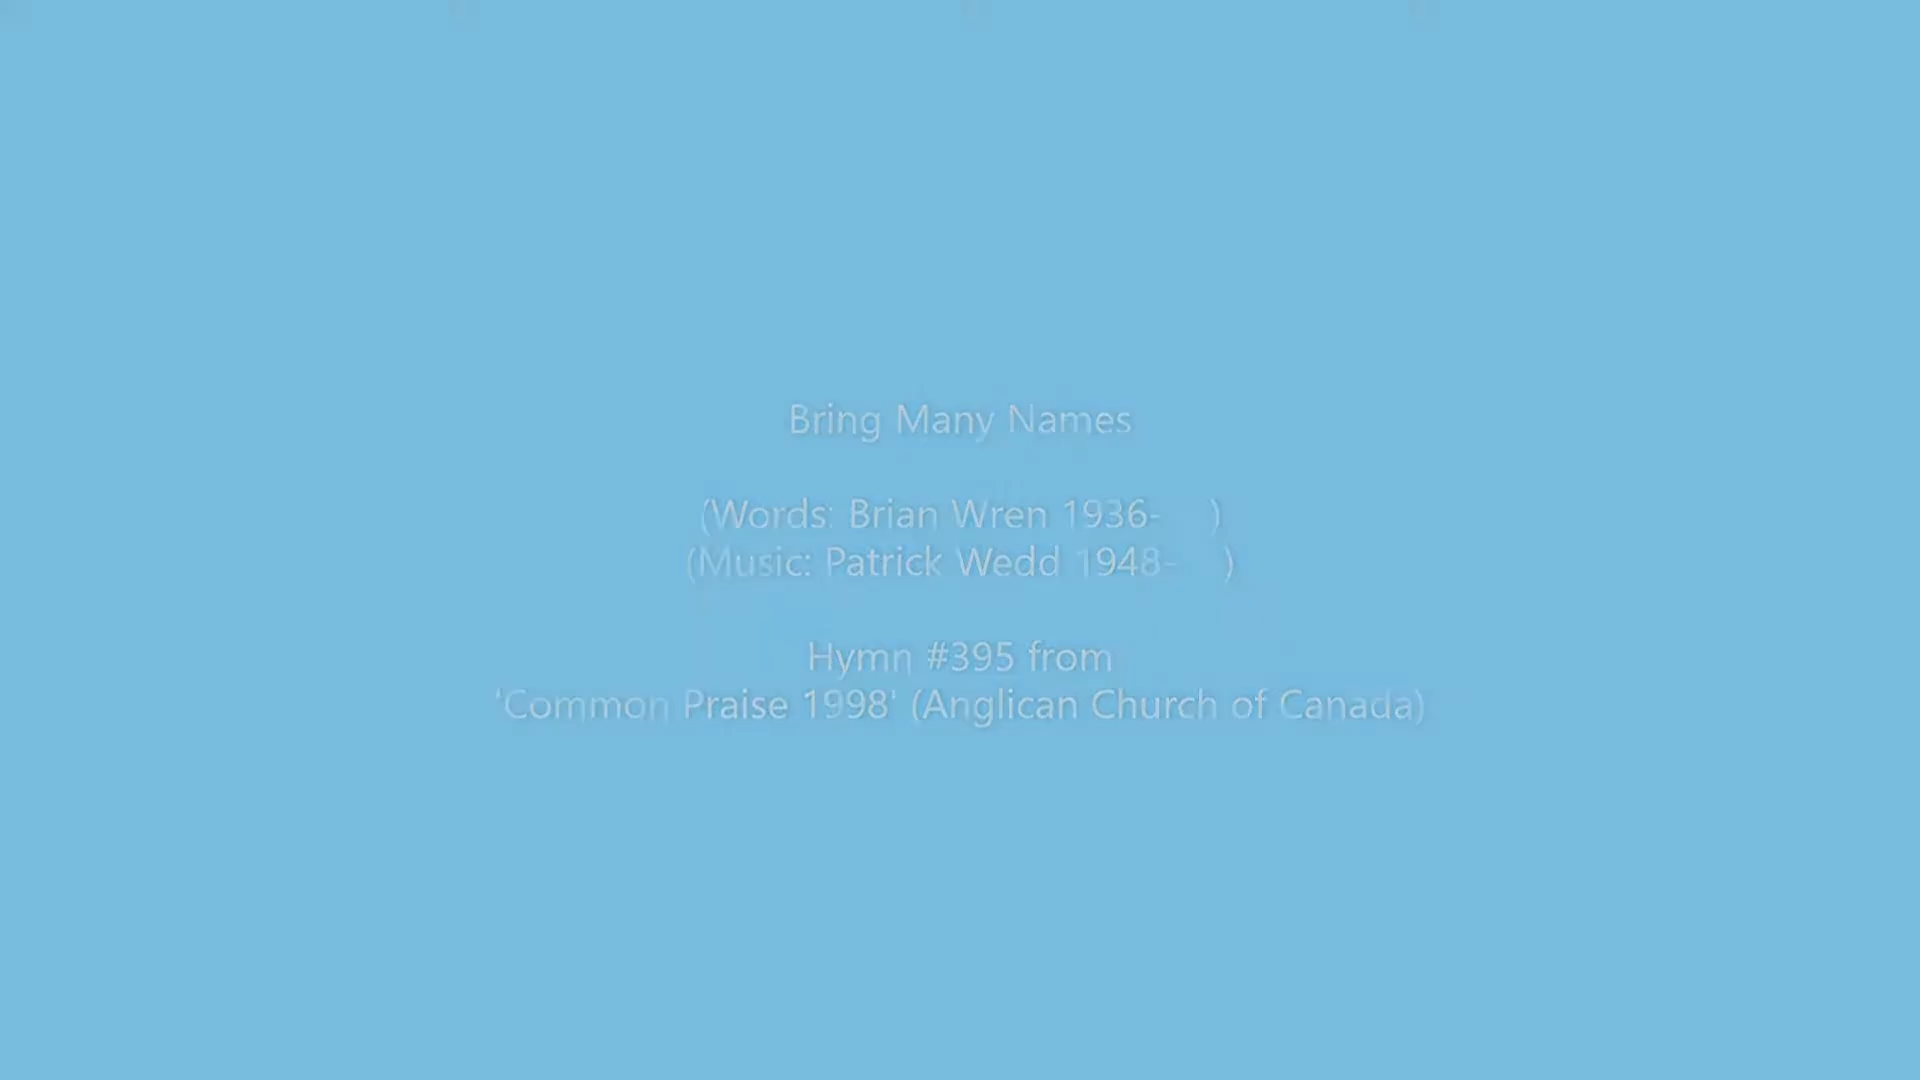 Bring Many Names
(Words: Brian Wren 1936- )
(Music: Patrick Wedd 1948- )
Hymn #395 from
'Common Praise 1998' (Anglican Church of Canada)